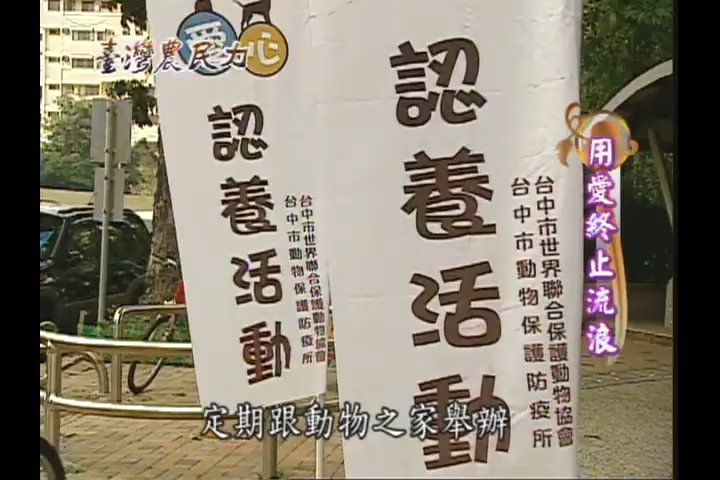 臺灣農民力
愛心
認養活動
台中市世界聯合保護動物協會
台中市動物保護防疫所
認養活動
台中市世界聯合保護動物協會
台中市動物保護防疫所
用愛終止流浪
定期跟動物之家舉辦